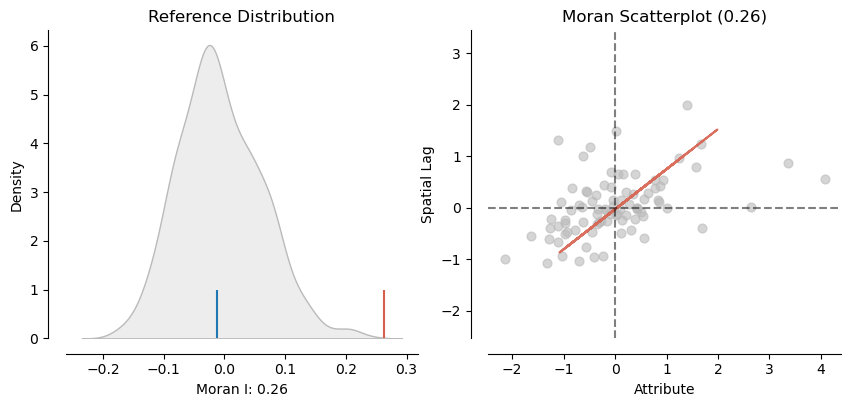 Reference Distribution
Density
6
5
4
3
2
1
0
−0.2 −0.1 0.0 0.1 0.2 0.3
Moran I: 0.26
Moran Scatterplot (0.26)
Spatial Lag
3
2
1
0
−1
−2
−2 −1 0 1 2 3 4
Attribute